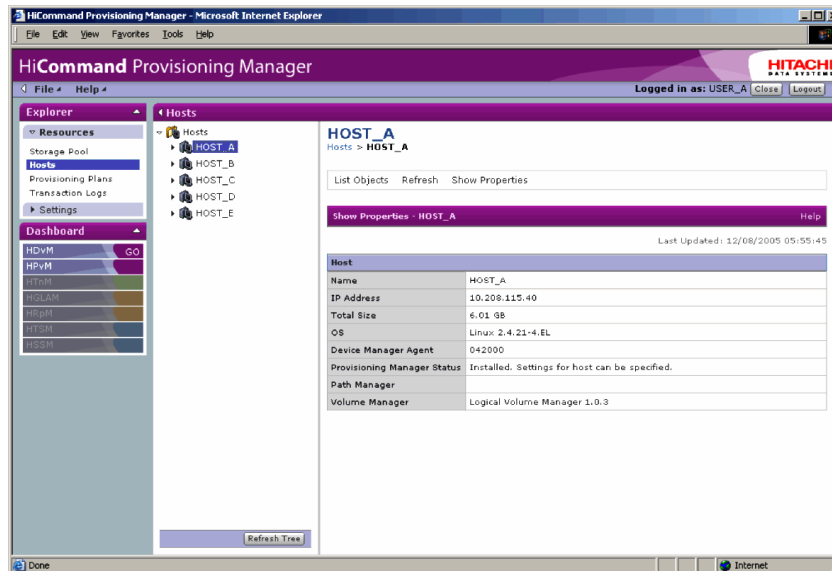 HiCommand Provisioning Manager - Microsoft Internet Explorer
File Edit View Favorites Tools Help
HiCommand Provisioning Manager
HITACHI
DATA SYSTEMS
File Help
Logged in as: USER_A Close Logout
Explorer
Resources
Storage Pool
Hosts
Provisioning Plans
Transaction Logs
Settings
Dashboard
HDvM GO
HPvM
HTnM
HGLAM
HRpM
HTSM
HSSM
Hosts
Hosts
HOST_A
HOST_B
HOST_C
HOST_D
HOST_E
Refresh Tree
HOST_A
Hosts > HOST_A
List Objects Refresh Show Properties
Show Properties - HOST_A Help
Last Updated: 12/08/2005 05:55:45
Host
Name HOST_A
IP Address 10.208.115.40
Total Size 6.01 GB
OS Linux 2.4.21-4.EL
Device Manager Agent 042000
Provisioning Manager Status Installed. Settings for host can be specified.
Path Manager
Volume Manager Logical Volume Manager 1.0.3
Done Internet